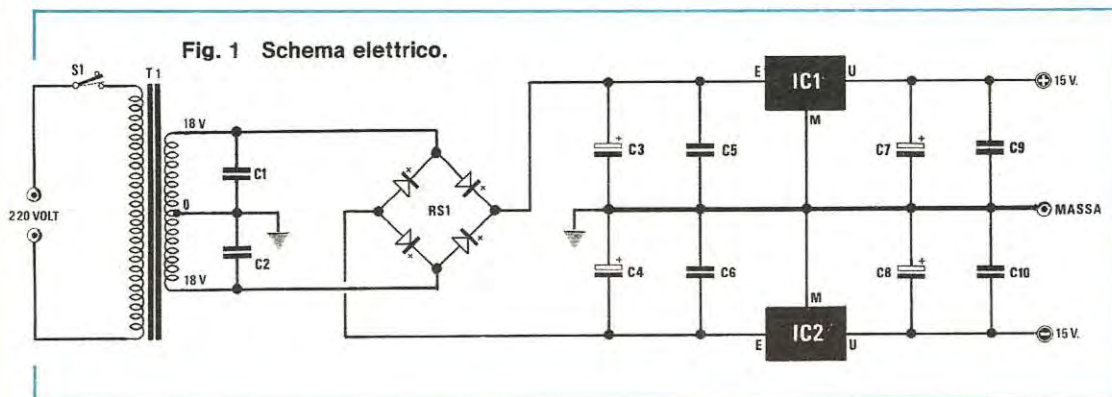 Fig. 1 Schema elettrico.
S1
T1
18 V
0
18 V
220 VOLT
C1
C2
RS1
C3
+
C5
C4
+
C6
E
IC1
U
M
M
E
IC2
U
C7
+
C9
C8
+
C10
+ 15 V.
MASSA
- 15 V.